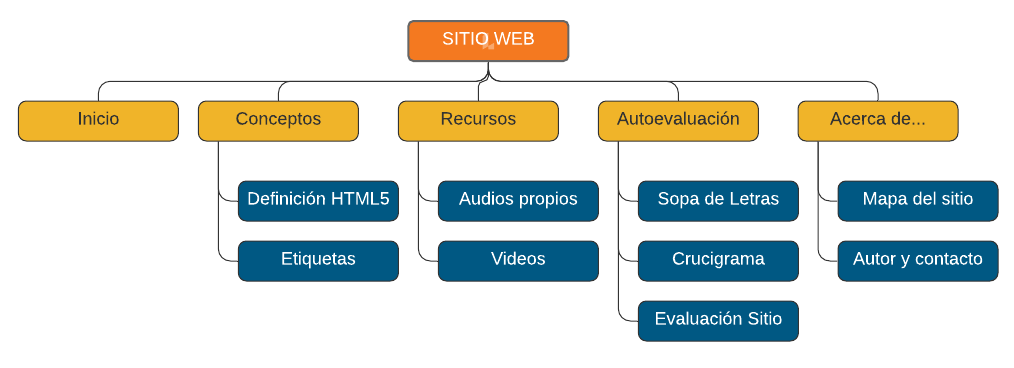 SITIO WEB
Inicio
Conceptos
Recursos
Autoevaluación
Acerca de...
Definición HTML5
Audios propios
Sopa de Letras
Mapa del sitio
Etiquetas
Videos
Crucigrama
Autor y contacto
Evaluación Sitio